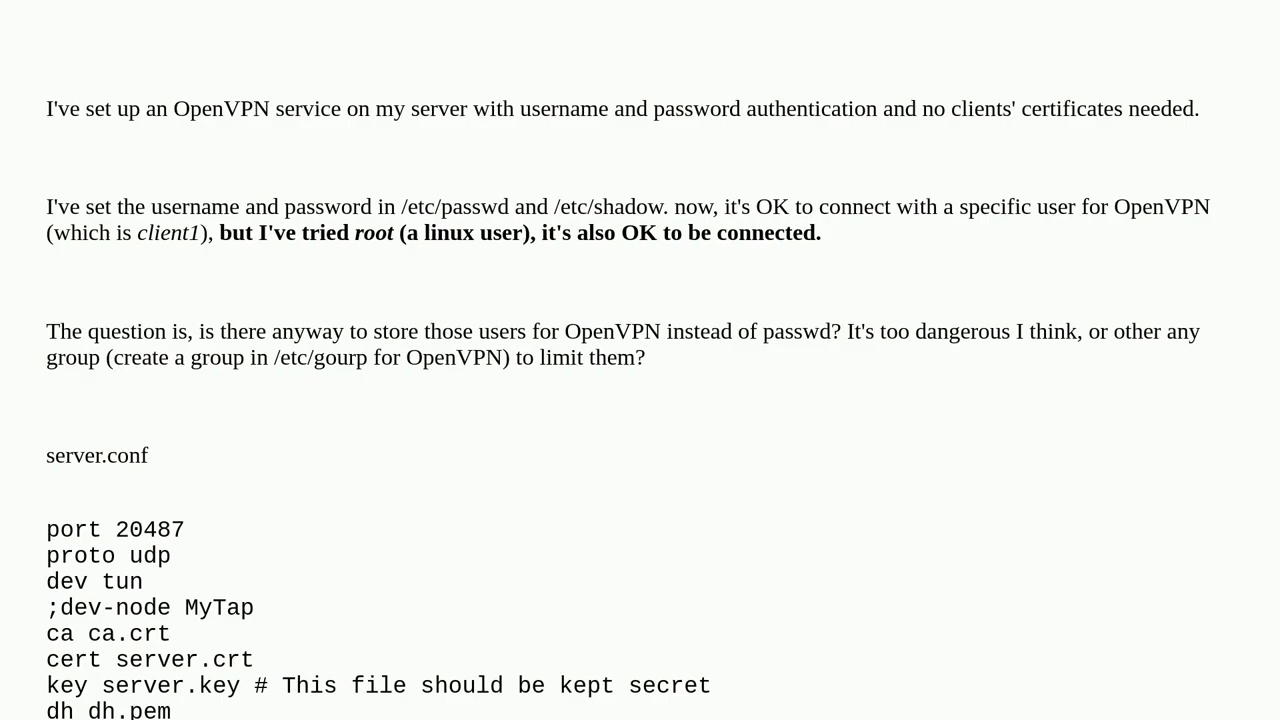 I've set up an OpenVPN service on my server with username and password authentication and no clients' certificates needed.
I've set the username and password in /etc/passwd and /etc/shadow. now, it's OK to connect with a specific user for OpenVPN
(which is client1), but I've tried root (a linux user), it's also OK to be connected.
The question is, is there anyway to store those users for OpenVPN instead of passwd? It's too dangerous I think, or other any
group (create a group in /etc/gourp for OpenVPN) to limit them?
server.conf
port 20487
proto udp
dev tun
;dev-node MyTap
ca ca.crt
cert server.crt
key server.key # This file should be kept secret
dh dh.pem